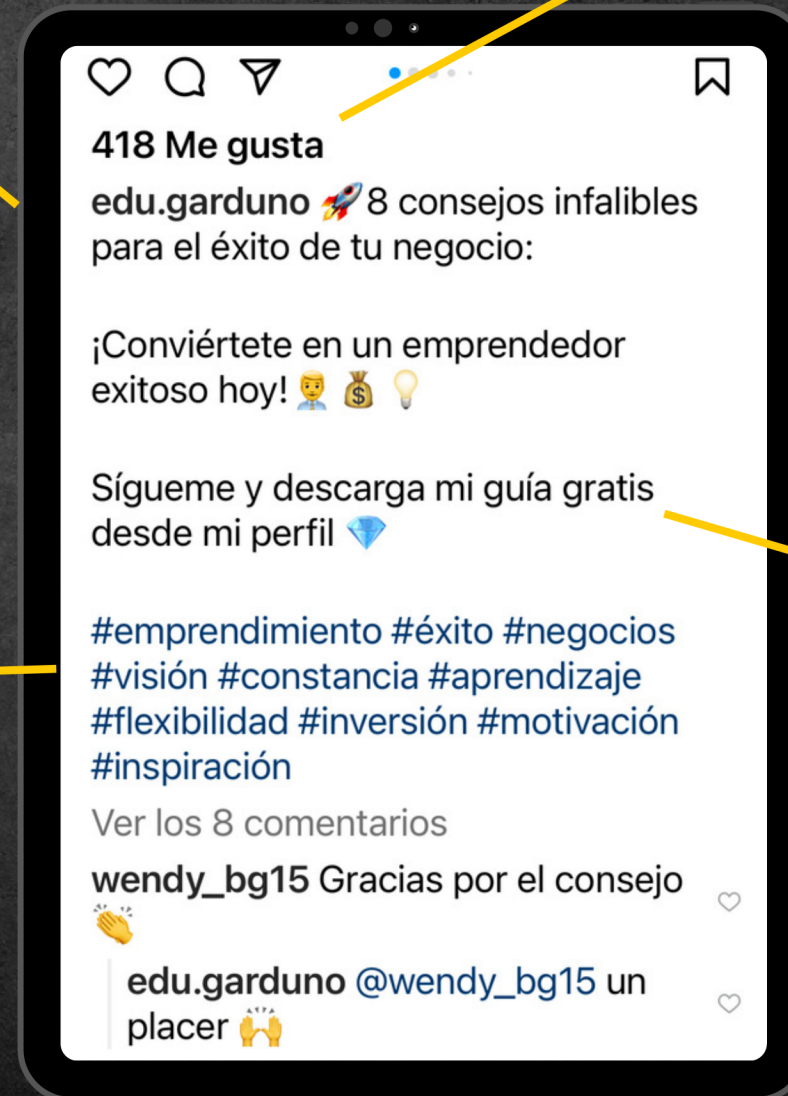 418 Me gusta
edu.garduno 🚀8 consejos infalibles
para el éxito de tu negocio:
¡Conviértete en un emprendedor
exitoso hoy! 👨‍💼 💰 💡
Sígueme y descarga mi guía gratis
desde mi perfil 💎
#emprendimiento #éxito #negocios
#visión #constancia #aprendizaje
#flexibilidad #inversión #motivación
#inspiración
Ver los 8 comentarios
wendy_bg15 Gracias por el consejo
👏
edu.garduno @wendy_bg15 un
placer 🙌